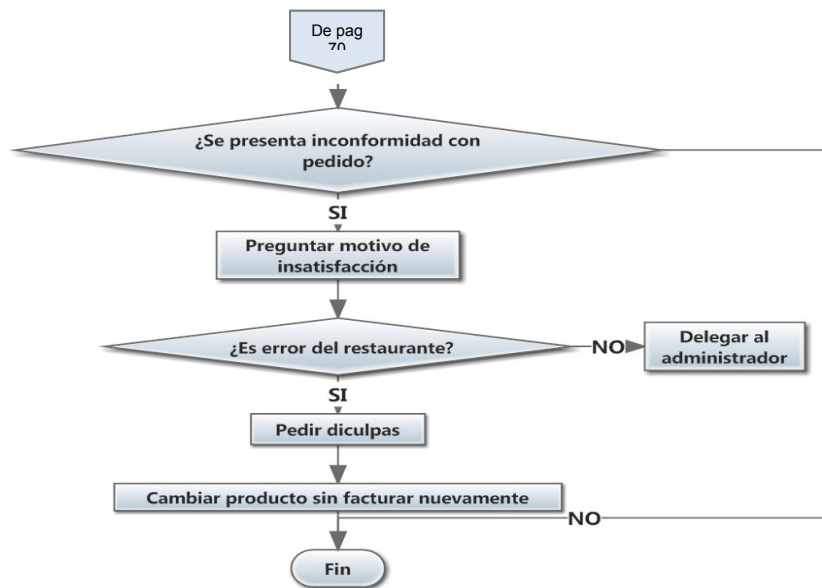 De pag
70
¿Se presenta inconformidad con
pedido?
SI
Preguntar motivo de
insatisfacción
¿Es error del restaurante?
NO
Delegar al
administrador
SI
Pedir diculpas
Cambiar producto sin facturar nuevamente
NO
Fin